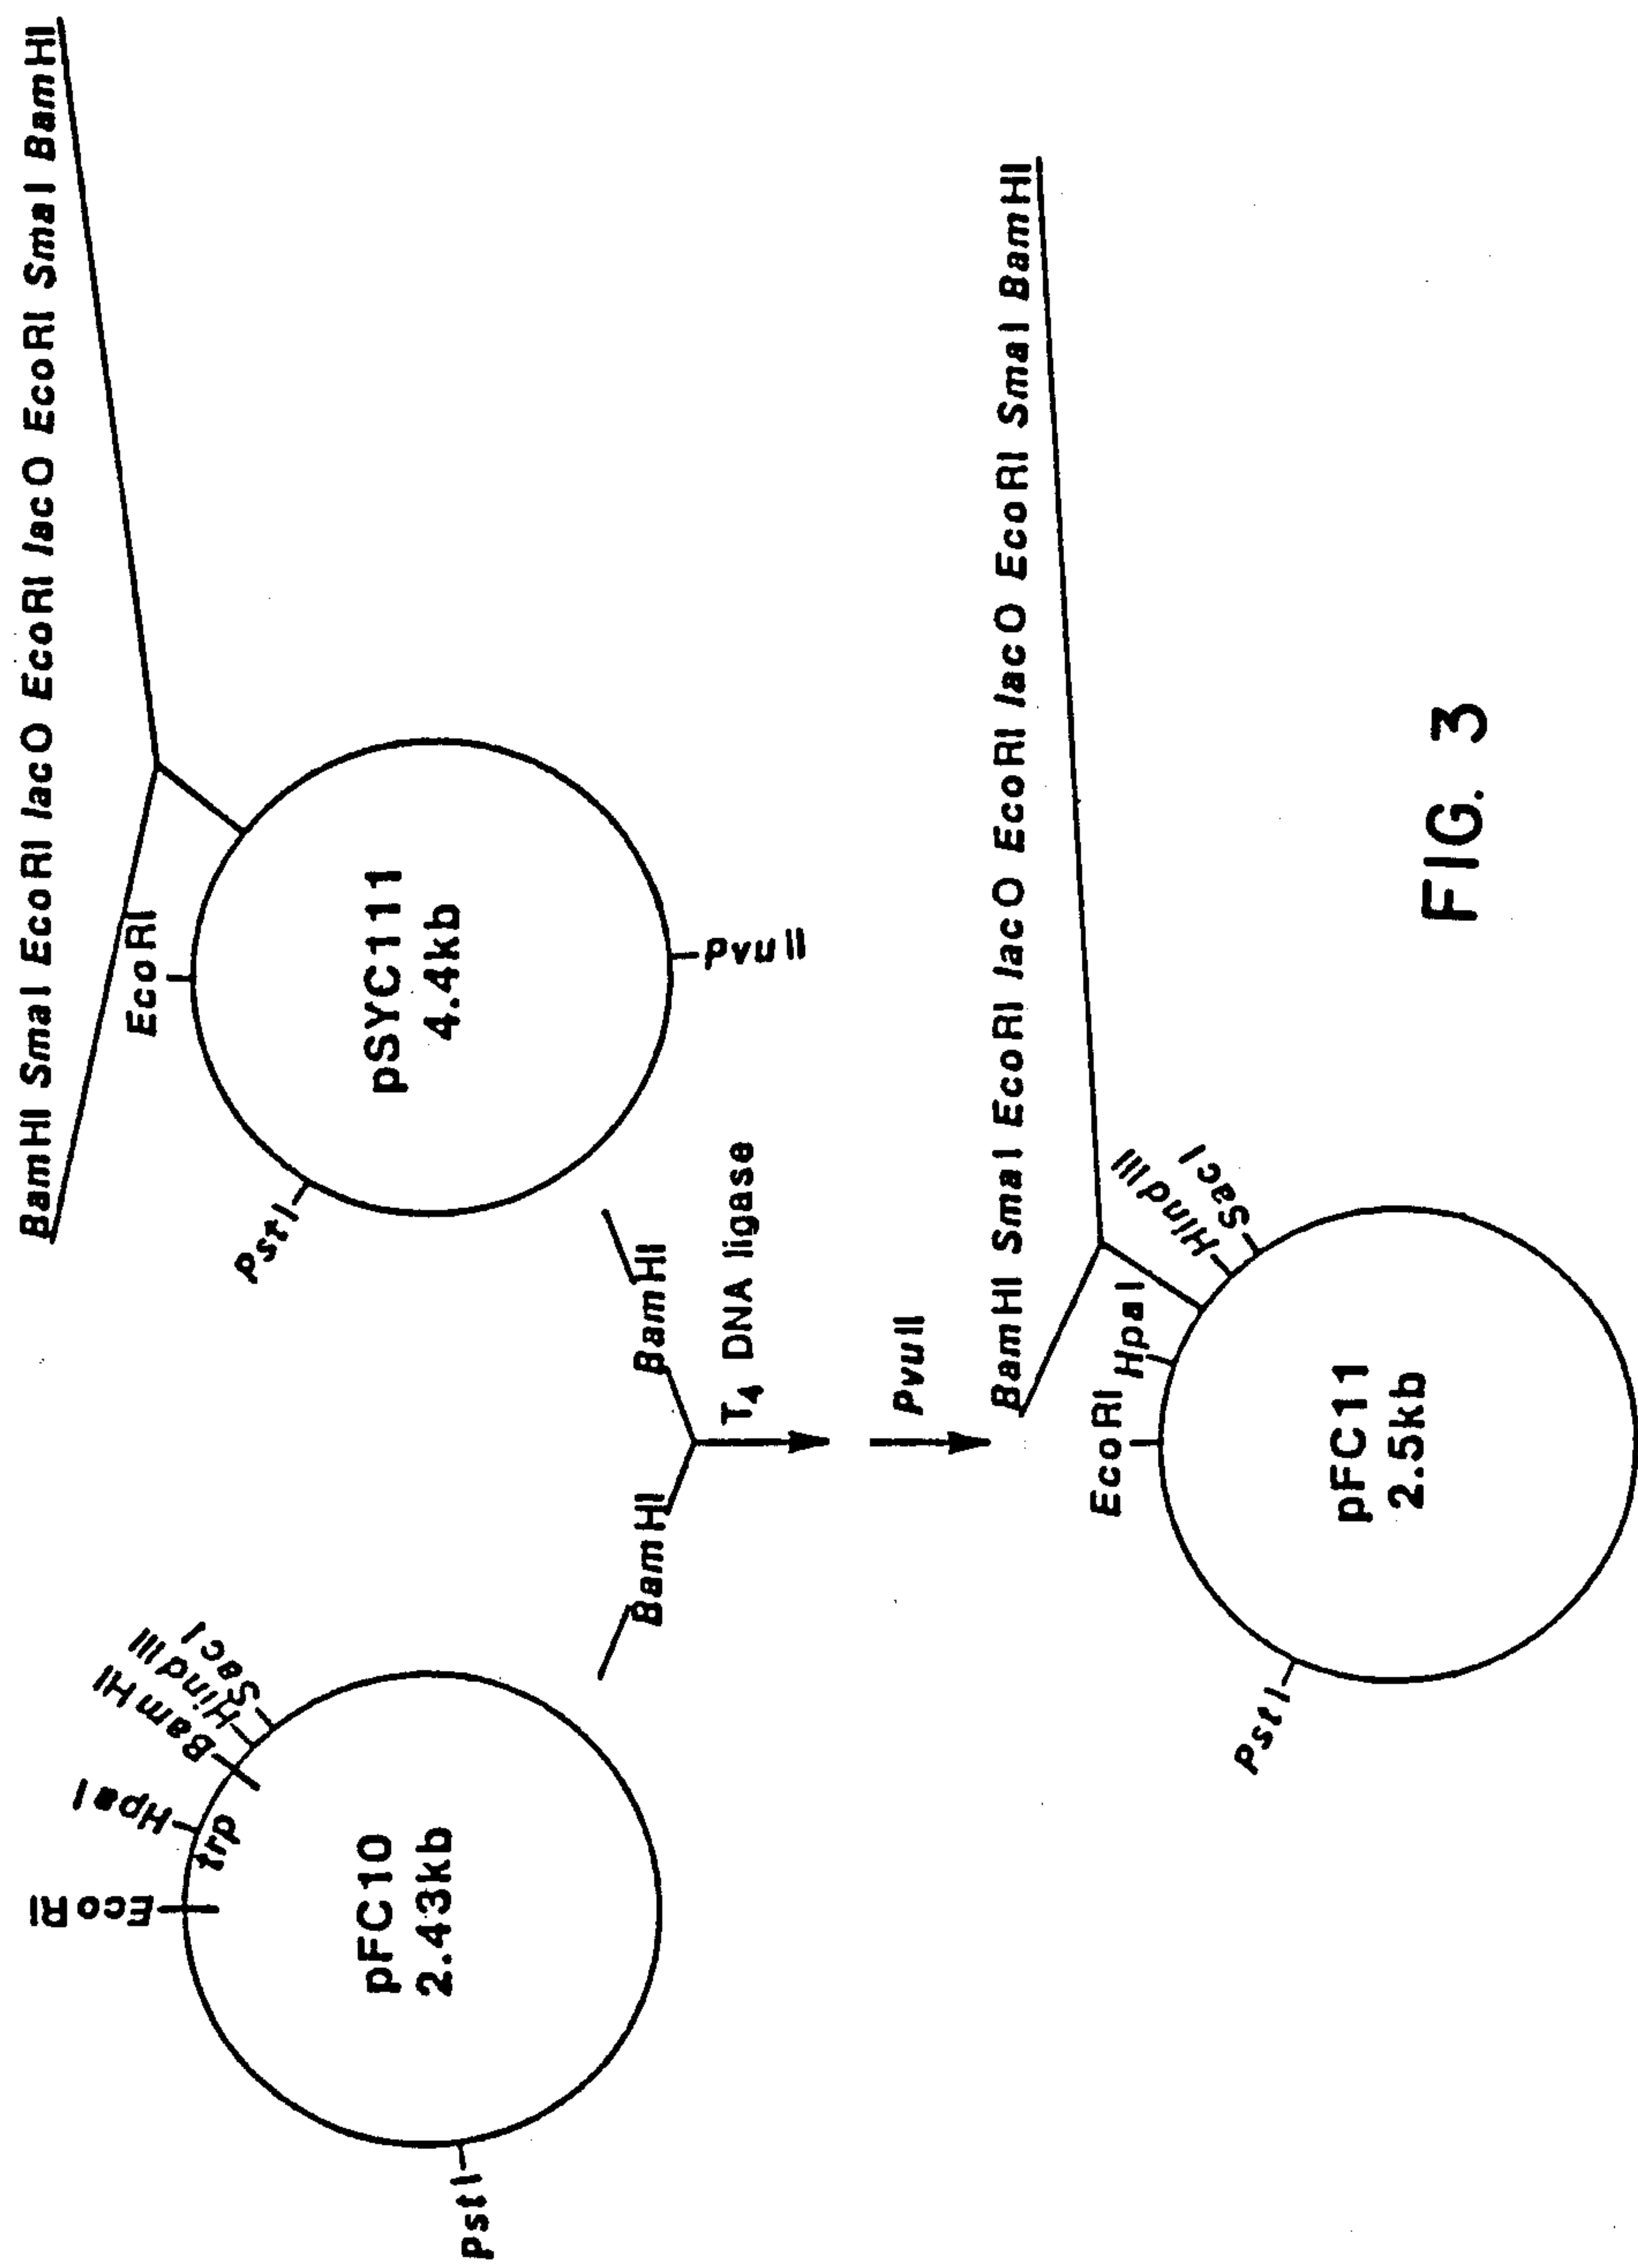 EcoRI
HpaI
trp
BamHI
HindIII
SacI
PstI
pFC10
2.43kb
BamHI SmaI EcoRI lacO EcoRI lacO EcoRI SmaI BamHI
EcoRI
PstI
pSYC111
4.4kb
PvuII
BamHI
BamHI
T4 DNA ligase
PvuII
BamHI SmaI EcoRI lacO EcoRI lacO EcoRI SmaI BamHI
EcoRI
HpaI
HindIII
SacI
PstI
pFC11
2.5kb
FIG. 3